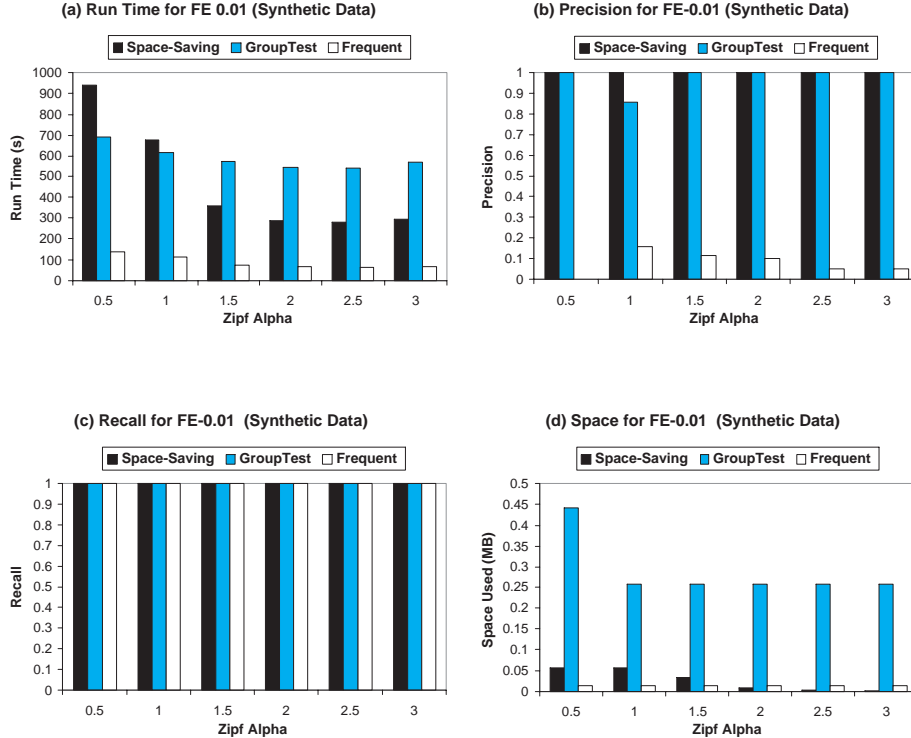 (a) Run Time for FE 0.01 (Synthetic Data)
Space-Saving GroupTest Frequent
1000
900
800
700
600
500
400
300
200
100
0
Run Time (s)
0.5 1 1.5 2 2.5 3
Zipf Alpha
(b) Precision for FE-0.01 (Synthetic Data)
Space-Saving GroupTest Frequent
1
0.9
0.8
0.7
0.6
0.5
0.4
0.3
0.2
0.1
0
Precision
0.5 1 1.5 2 2.5 3
Zipf Alpha
(c) Recall for FE-0.01 (Synthetic Data)
Space-Saving GroupTest Frequent
1
0.9
0.8
0.7
0.6
0.5
0.4
0.3
0.2
0.1
0
Recall
0.5 1 1.5 2 2.5 3
Zipf Alpha
(d) Space for FE-0.01 (Synthetic Data)
Space-Saving GroupTest Frequent
0.5
0.45
0.4
0.35
0.3
0.25
0.2
0.15
0.1
0.05
0
Space Used (MB)
0.5 1 1.5 2 2.5 3
Zipf Alpha